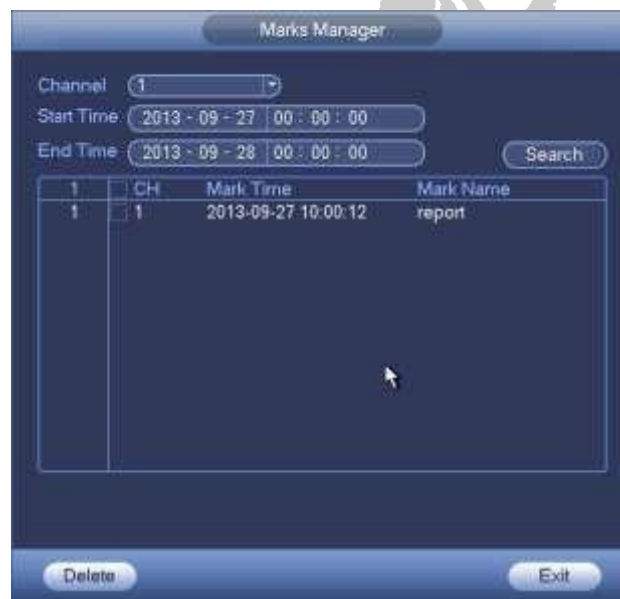 Marks Manager
Channel 1
Start Time 2013 - 09 - 27 00 : 00 : 00
End Time 2013 - 09 - 28 00 : 00 : 00
Search
1 CH Mark Time Mark Name
1 1 2013-09-27 10:00:12 report
Delete Exit